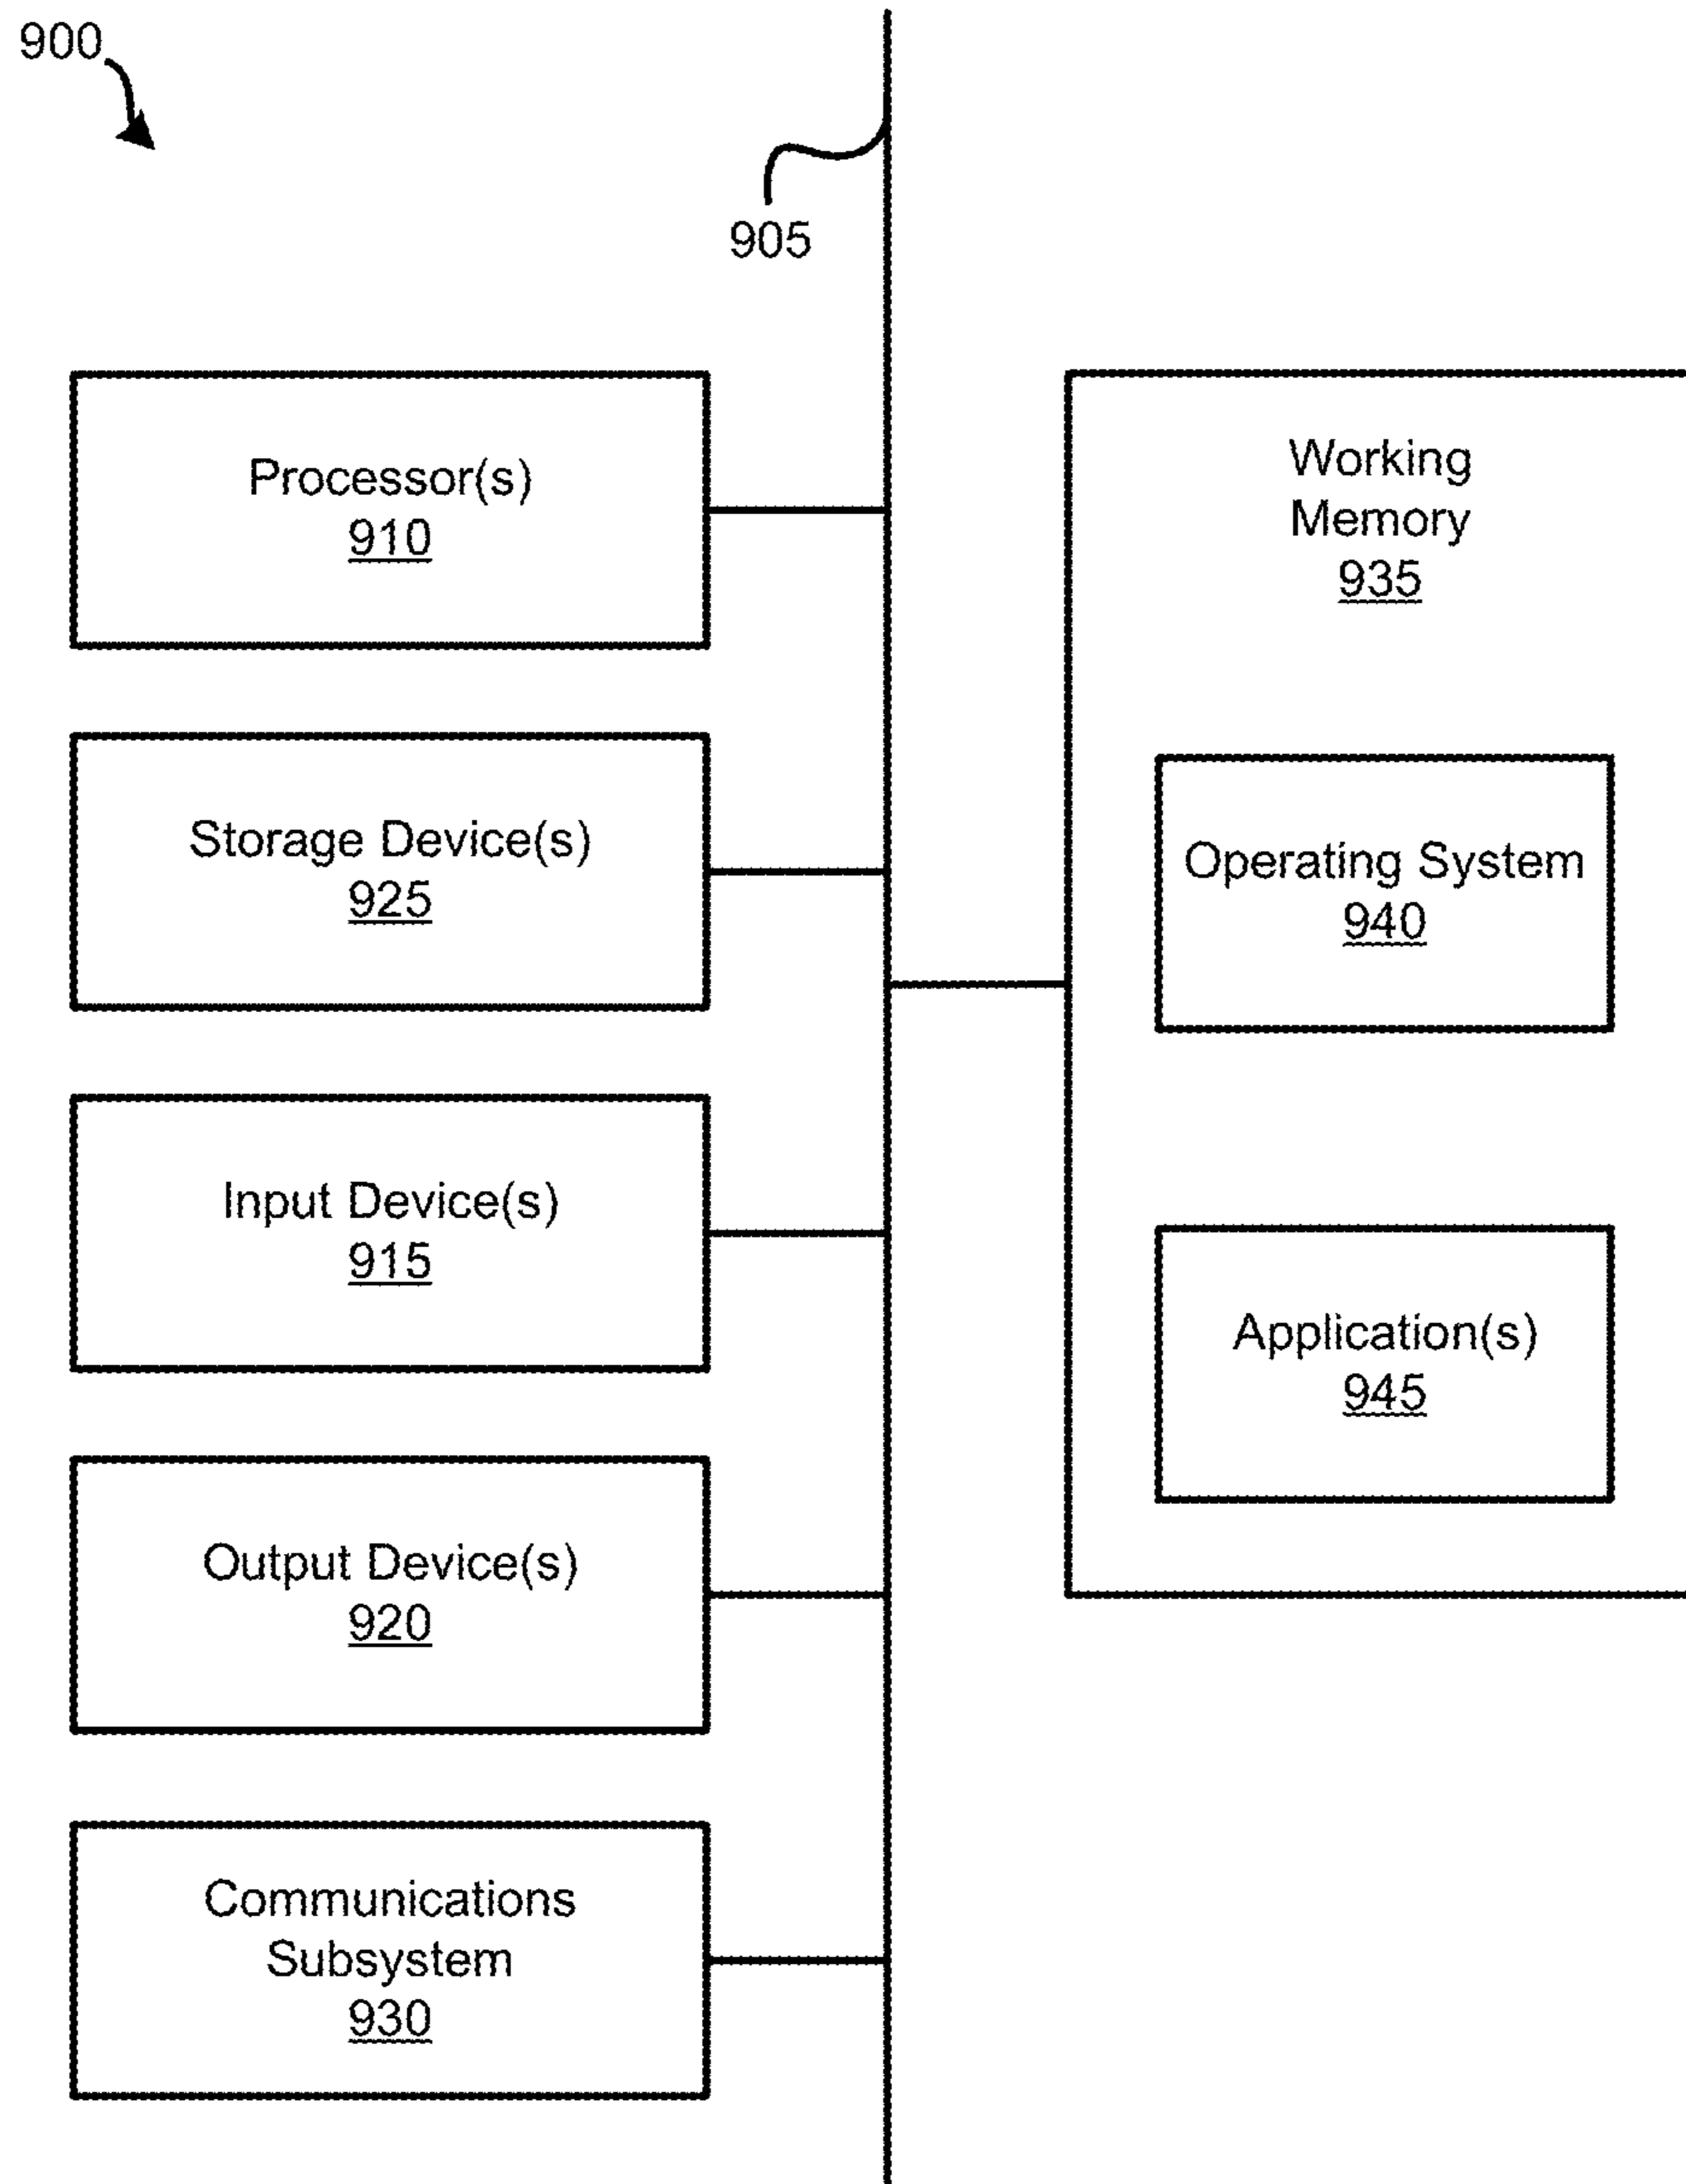 900
905
Processor(s)
910
Storage Device(s)
925
Input Device(s)
915
Output Device(s)
920
Communications
Subsystem
930
Working
Memory
935
Operating System
940
Application(s)
945